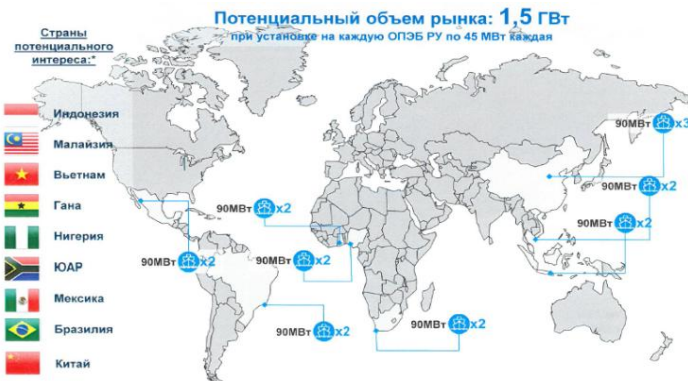 Потенциальный объем рынка: 1,5 ГВт
при установке на каждую ОПЭБ РУ по 45 МВт каждая
Страны
потенциального
интереса:*
Индонезия
Малайзия
Вьетнам
Гана
Нигерия
ЮАР
Мексика
Бразилия
Китай
90МВт x3
90МВт x2
90МВт x2
90МВт x2
90МВт x2
90МВт x2
90МВт x2
90МВт x2